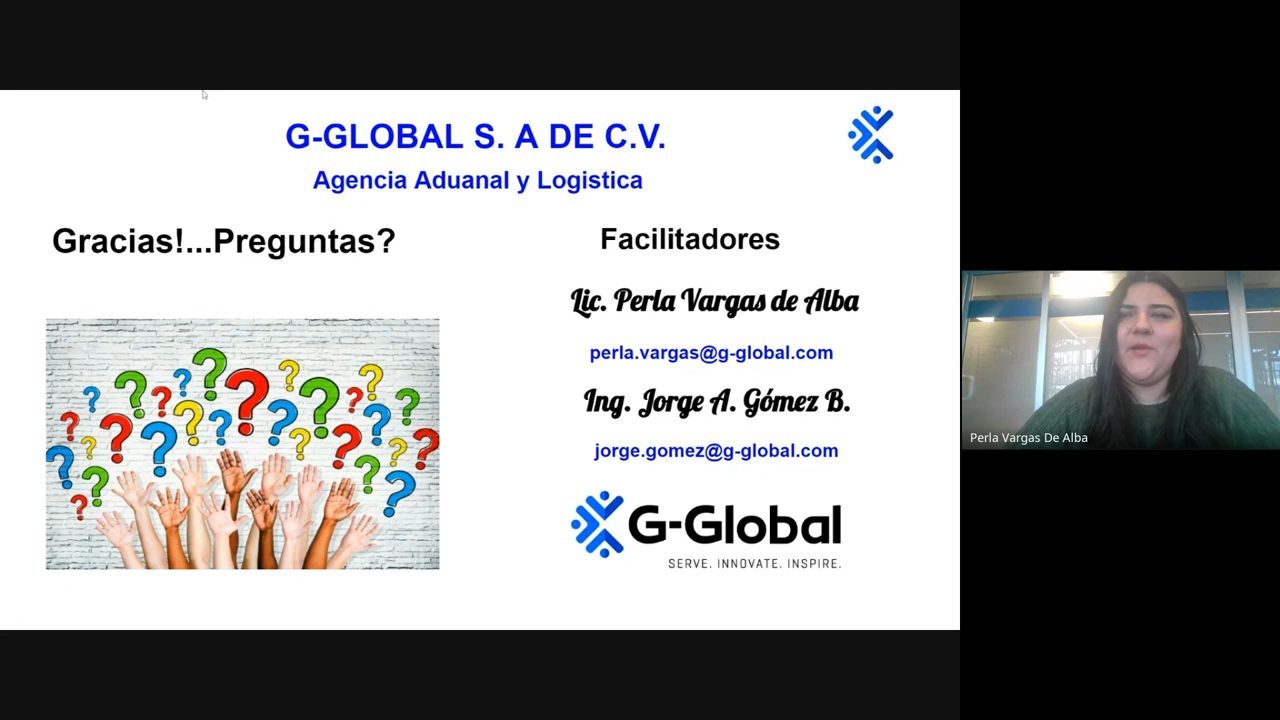 G-GLOBAL S. A DE C.V.
Agencia Aduanal y Logistica
Gracias!...Preguntas?
Facilitadores
Lic. Perla Vargas de Alba
perla.vargas@g-global.com
Ing. Jorge A. Gómez B.
jorge.gomez@g-global.com
G-Global
SERVE. INNOVATE. INSPIRE.
Perla Vargas De Alba